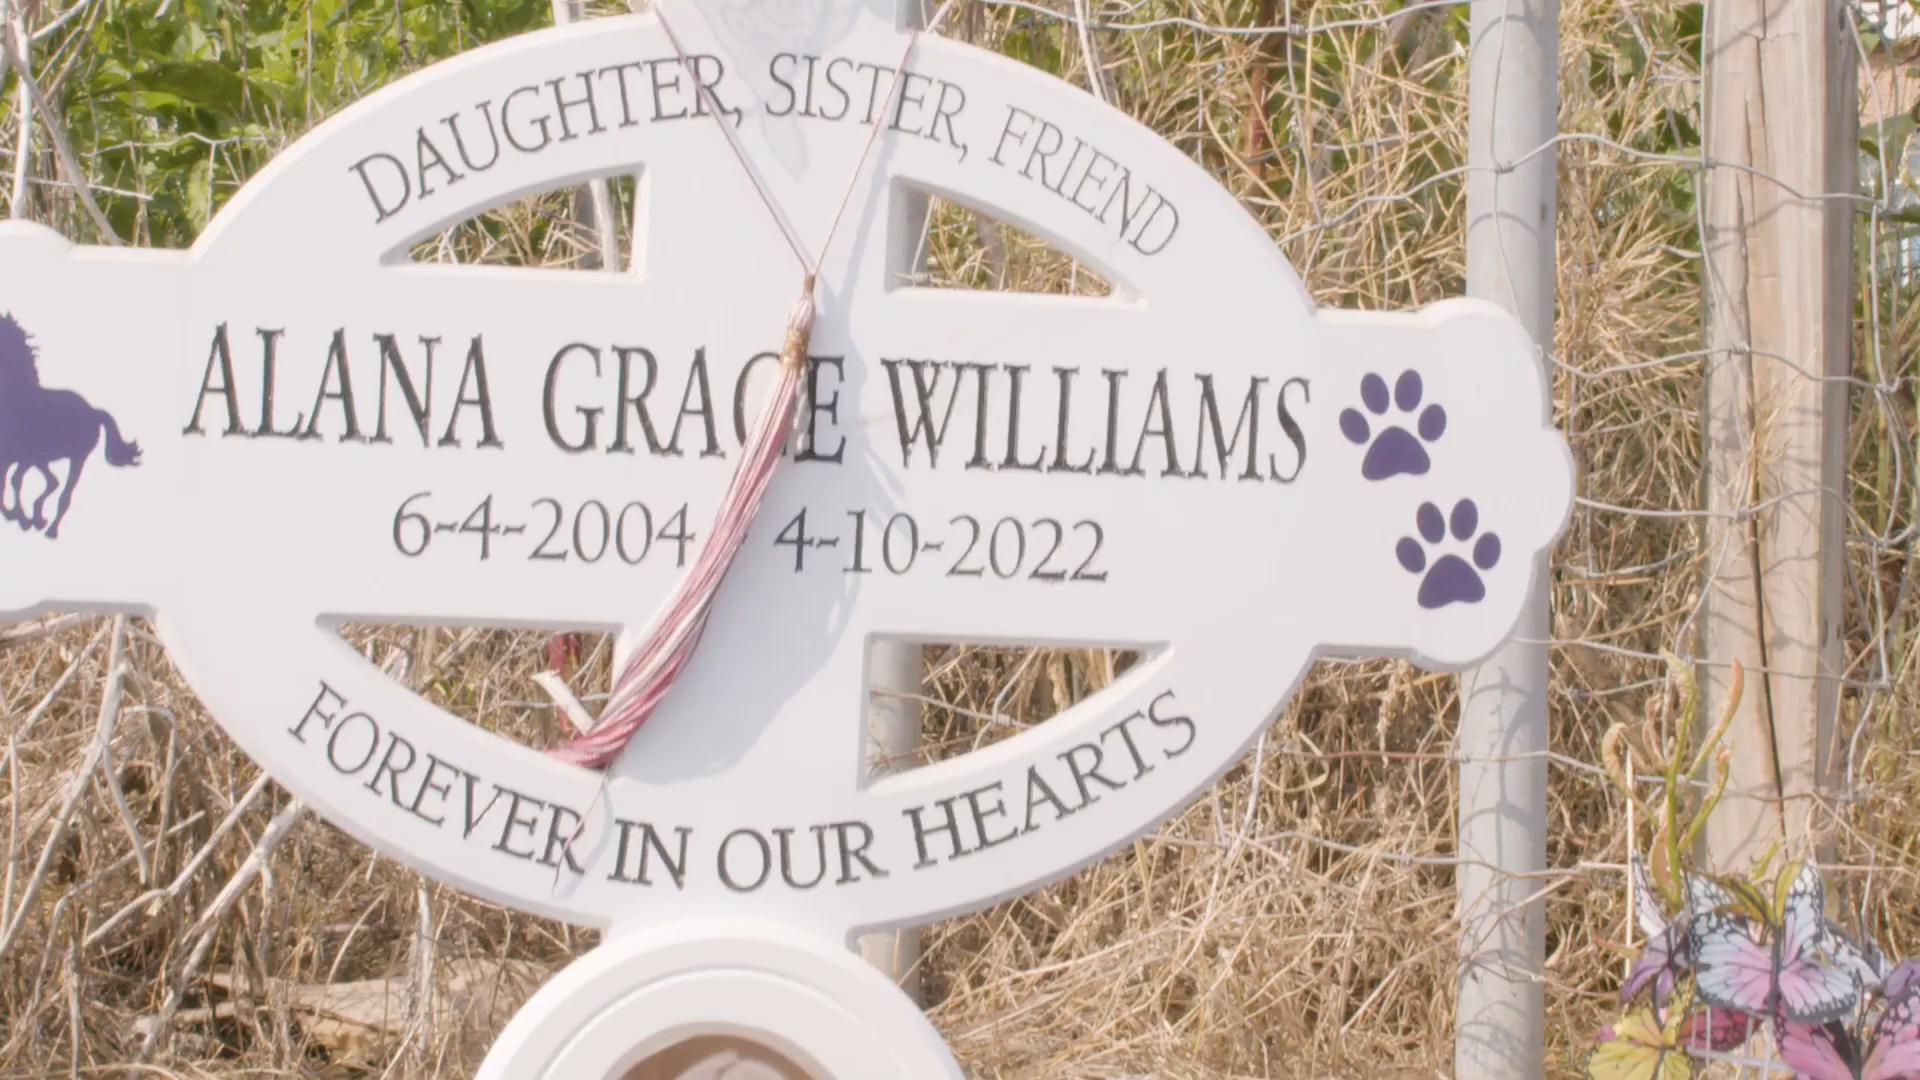 DAUGHTER, SISTER, FRIEND
ALANA GRACE WILLIAMS
6-4-2004 4-10-2022
FOREVER IN OUR HEARTS